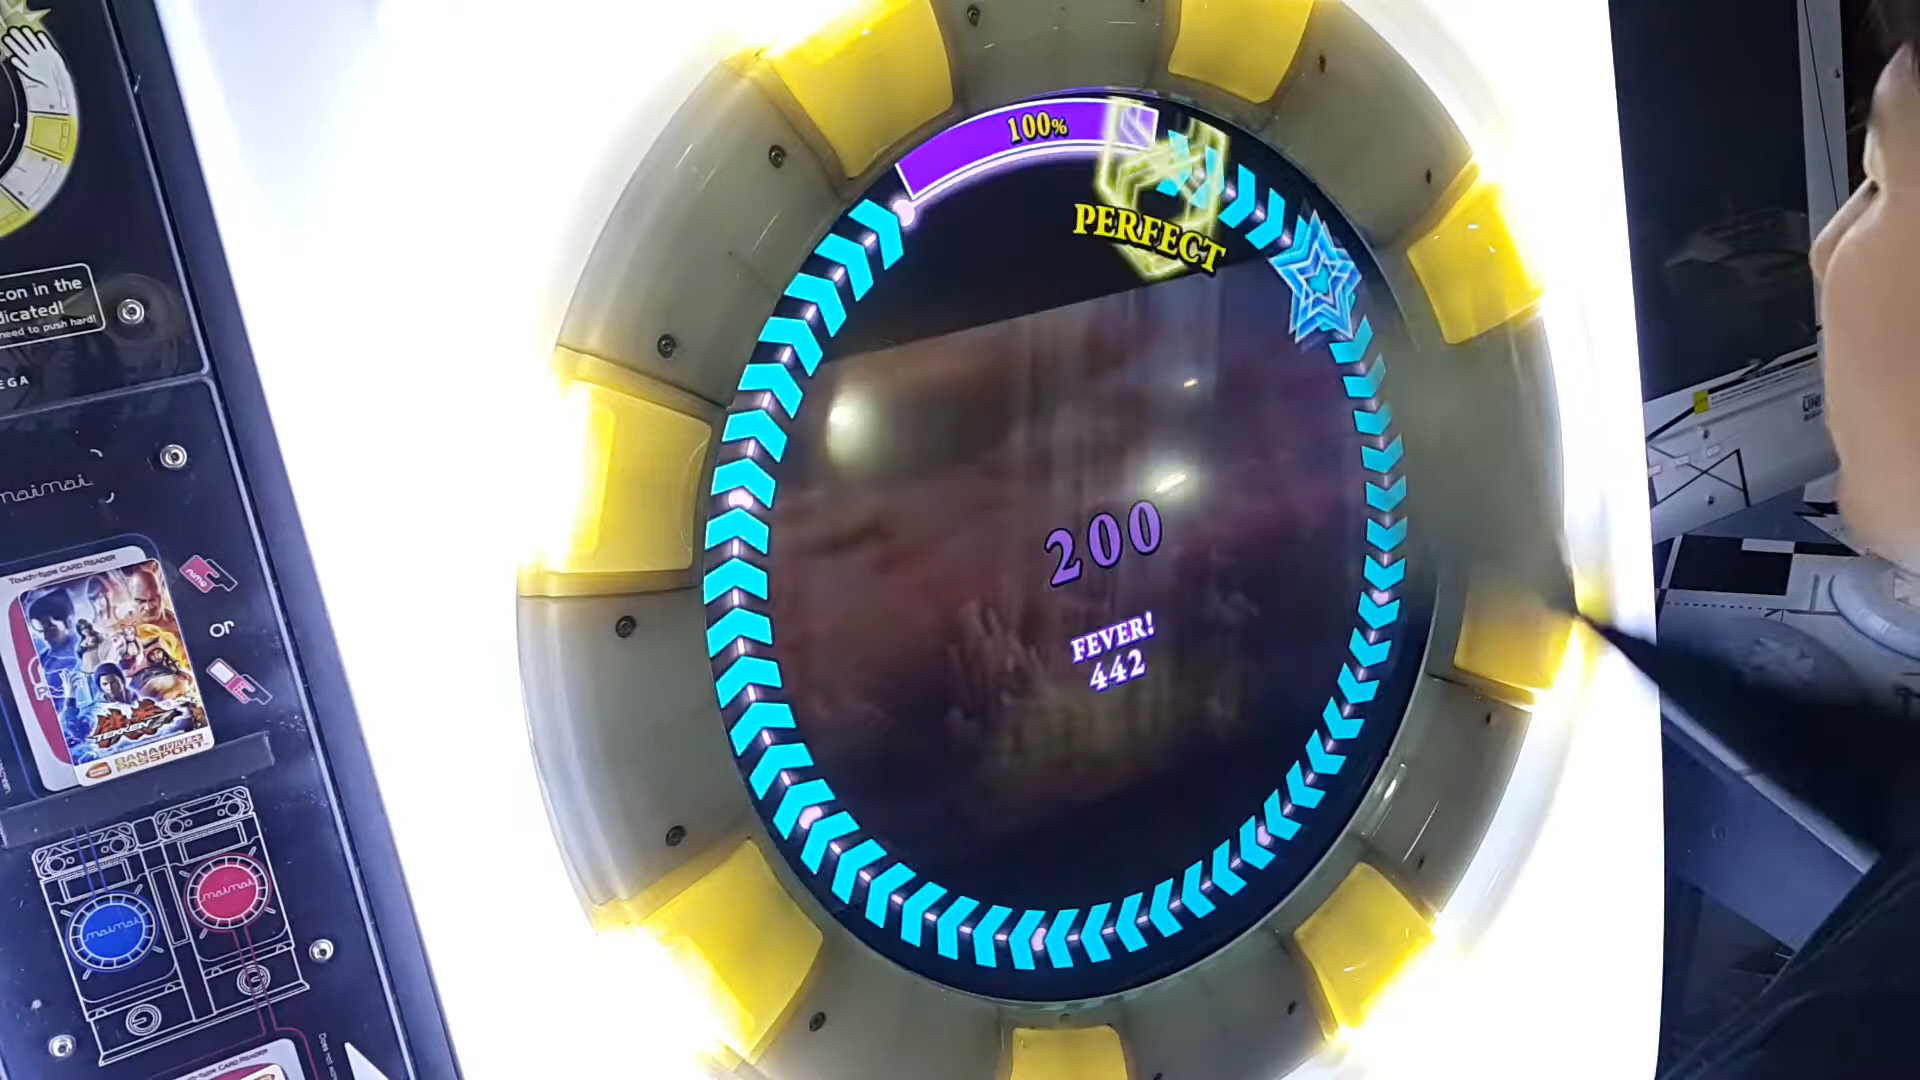 100%
PERFECT
200
FEVER!
442
con in the
dicated!
need to push hard!
EGA
maimai
Touch-type CARD READER
or
TEKKEN 7
BANA
PASSPORT
maimai
maimai
UNI